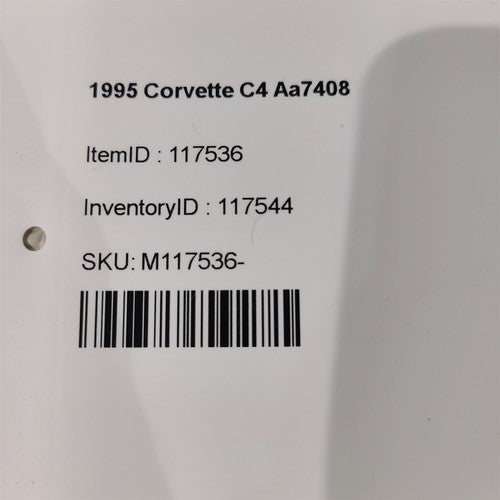 1995 Corvette C4 Aa7408
ItemID : 117536
InventoryID : 117544
SKU: M117536-